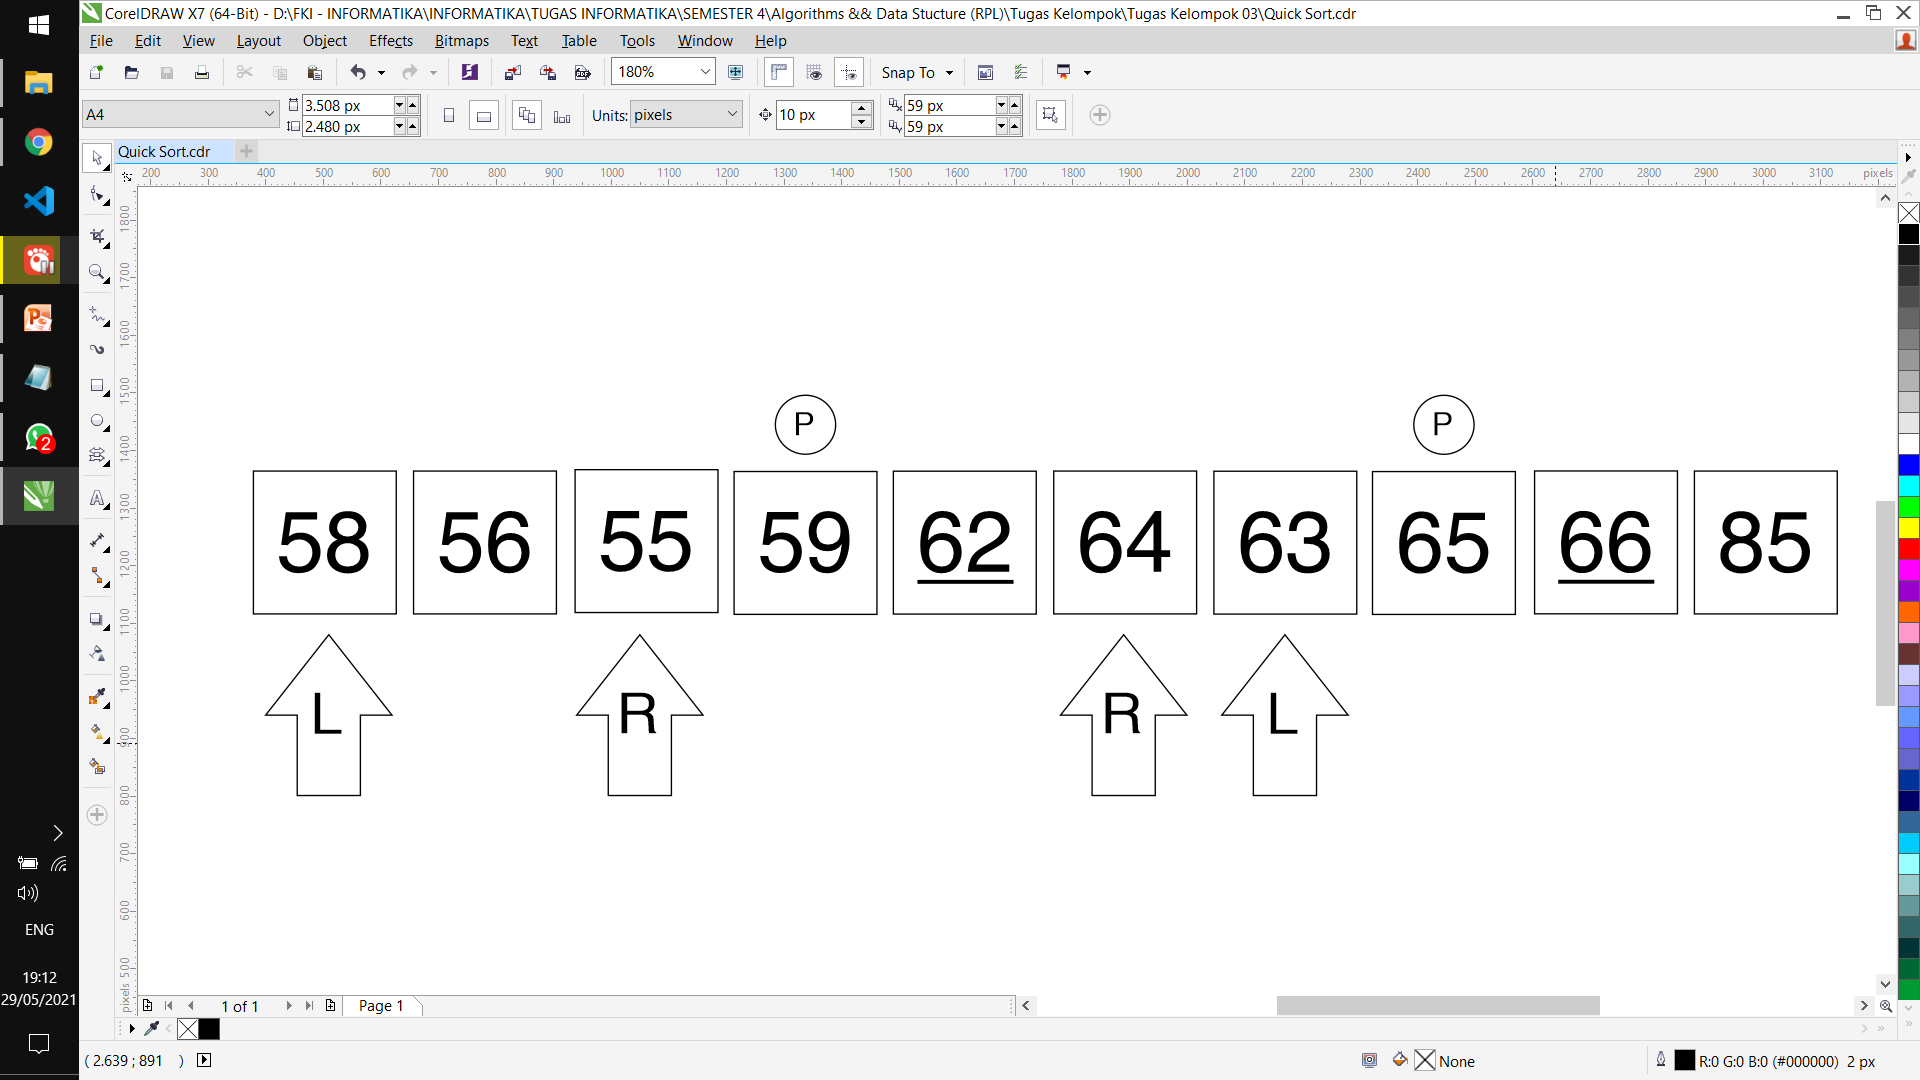 CorelDRAW X7 (64-Bit) - D:\FKI - INFORMATIKA\INFORMATIKA\TUGAS INFORMATIKA\SEMESTER 4\Algorithms && Data Stucture (RPL)\Tugas Kelompok\Tugas Kelompok 03\Quick Sort.cdr
File Edit View Layout Object Effects Bitmaps Text Table Tools Window Help
180% Snap To
A4 3.508 px 2.480 px Units: pixels 10 px 59 px 59 px
Quick Sort.cdr
200 300 400 500 600 700 800 900 1000 1100 1200 1300 1400 1500 1600 1700 1800 1900 2000 2100 2200 2300 2400 2500 2600 2700 2800 2900 3000 3100 pixels
1800
1700
1600
1500
1400
1300
1200
1100
1000
900
800
700
600
500
pixels
P P
58 56 55 59 62 64 63 65 66 85
L R R L
2
ENG
19:12
29/05/2021
1 of 1 Page 1
( 2.639 ; 891 ) None R:0 G:0 B:0 (#000000) 2 px